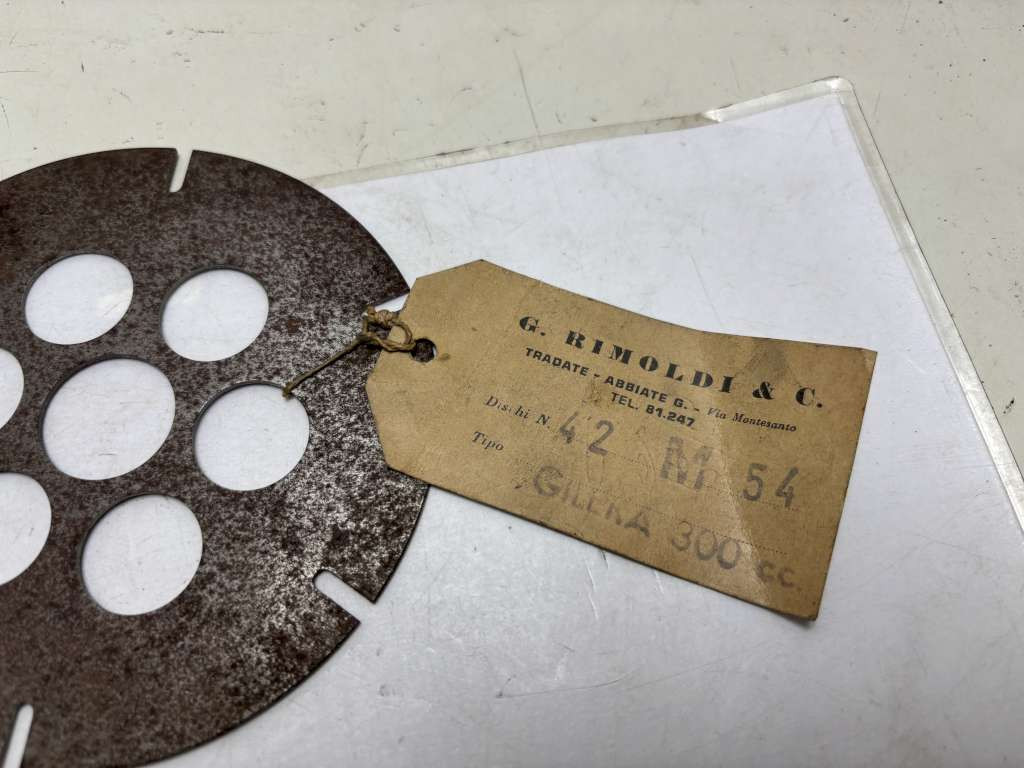 G. RIMOLDI & C.
TRADATE - ABBIATE G. - Via Montesanto
TEL. 81.247
Dischi N. 42 M 54
Tipo
GILERA 300 cc.